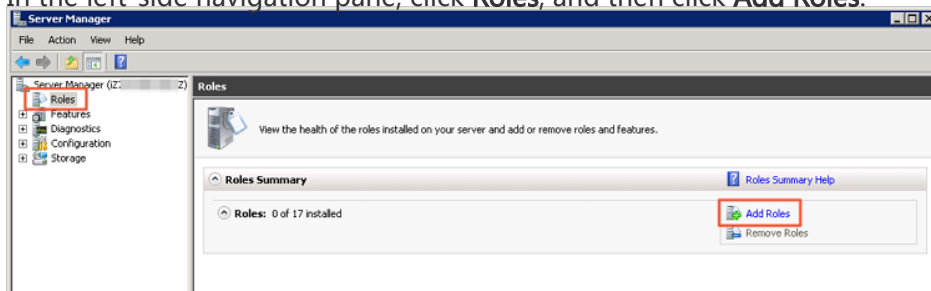 In the left-side navigation pane, click Roles, and then click Add Roles.
Server Manager
File Action View Help
Server Manager (iZ: Z)
Roles
Features
Diagnostics
Configuration
Storage
Roles
View the health of the roles installed on your server and add or remove roles and features.
Roles Summary
Roles Summary Help
Roles: 0 of 17 installed
Add Roles
Remove Roles